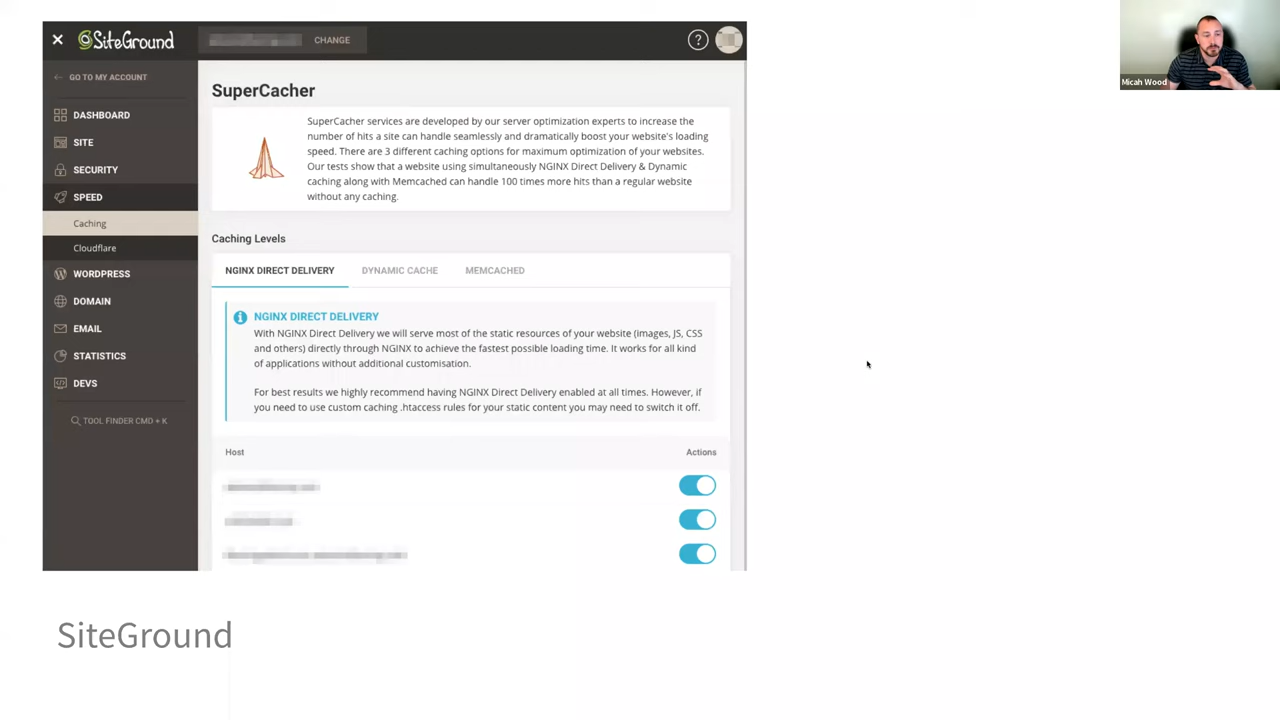 SiteGround
CHANGE
?
Micah Wood
GO TO MY ACCOUNT
DASHBOARD
SITE
SECURITY
SPEED
Caching
Cloudflare
WORDPRESS
DOMAIN
EMAIL
STATISTICS
DEVS
TOOL FINDER CMD + K
SuperCacher
SuperCacher services are developed by our server optimization experts to increase the
number of hits a site can handle seamlessly and dramatically boost your website's loading
speed. There are 3 different caching options for maximum optimization of your websites.
Our tests show that a website using simultaneously NGINX Direct Delivery & Dynamic
caching along with Memcached can handle 100 times more hits than a regular website
without any caching.
Caching Levels
NGINX DIRECT DELIVERY DYNAMIC CACHE MEMCACHED
NGINX DIRECT DELIVERY
With NGINX Direct Delivery we will serve most of the static resources of your website (images, JS, CSS
and others) directly through NGINX to achieve the fastest possible loading time. It works for all kind
of applications without additional customisation.
For best results we highly recommend having NGINX Direct Delivery enabled at all times. However, if
you need to use custom caching .htaccess rules for your static content you may need to switch it off.
Host Actions
SiteGround